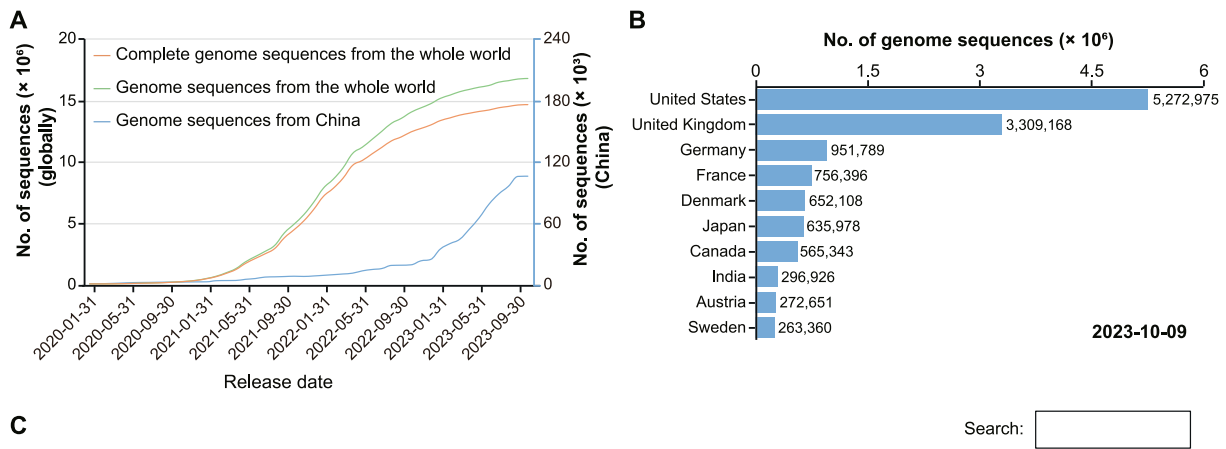 A
No. of sequences (× 10⁶)
(globally)
20
15
10
5
0
Complete genome sequences from the whole world
Genome sequences from the whole world
Genome sequences from China
240
180
120
60
0
No. of sequences (× 10³)
(China)
2020-01-31
2020-05-31
2020-09-30
2021-01-31
2021-05-31
2021-09-30
2022-01-31
2022-05-31
2022-09-30
2023-01-31
2023-05-31
2023-09-30
Release date
B
No. of genome sequences (× 10⁶)
0 1.5 3 4.5 6
United States 5,272,975
United Kingdom 3,309,168
Germany 951,789
France 756,396
Denmark 652,108
Japan 635,978
Canada 565,343
India 296,926
Austria 272,651
Sweden 263,360
2023-10-09
C
Search: